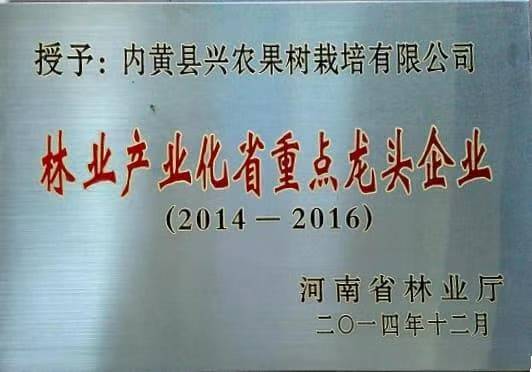 授予：内黄县兴农果树栽培有限公司
林业产业化省重点龙头企业
(2014－2016)
河南省林业厅
二〇一四年十二月